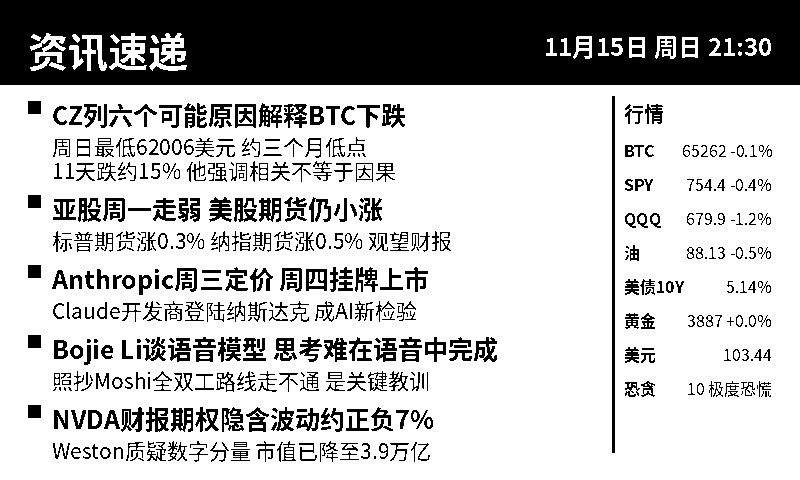 资讯速递
11月15日 周日 21:30
CZ列六个可能原因解释BTC下跌
周日最低62006美元 约三个月低点
11天跌约15% 他强调相关不等于因果
亚股周一走弱 美股期货仍小涨
标普期货涨0.3% 纳指期货涨0.5% 观望财报
Anthropic周三定价 周四挂牌上市
Claude开发商登陆纳斯达克 成AI新检验
Bojie Li谈语音模型 思考难在语音中完成
照抄Moshi全双工路线走不通 是关键教训
NVDA财报期权隐含波动约正负7%
Weston质疑数字分量 市值已降至3.9万亿
行情
BTC 65262 -0.1%
SPY 754.4 -0.4%
QQQ 679.9 -1.2%
油 88.13 -0.5%
美债10Y 5.14%
黄金 3887 +0.0%
美元 103.44
恐贪 10 极度恐慌